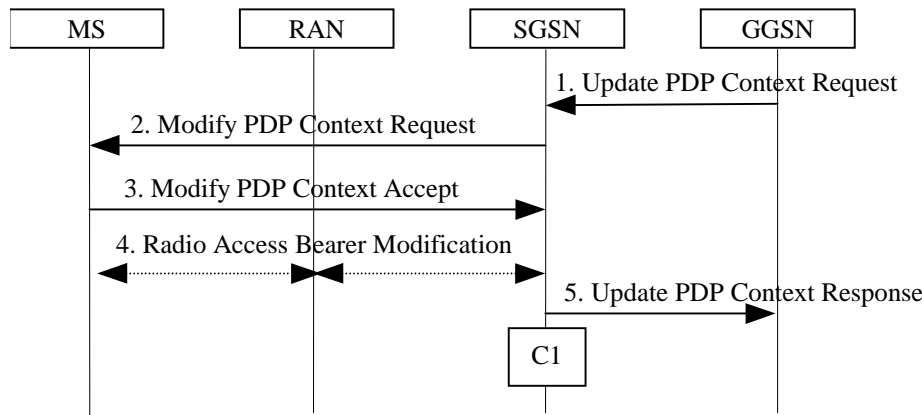 MS
RAN
SGSN
GGSN
1. Update PDP Context Request
2. Modify PDP Context Request
3. Modify PDP Context Accept
4. Radio Access Bearer Modification
5. Update PDP Context Response
C1